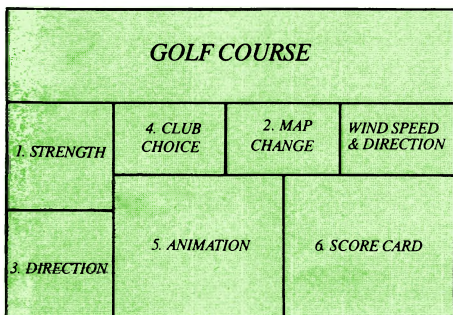 GOLF COURSE
1. STRENGTH
4. CLUB
CHOICE
2. MAP
CHANGE
WIND SPEED
& DIRECTION
3. DIRECTION
5. ANIMATION
6. SCORE CARD